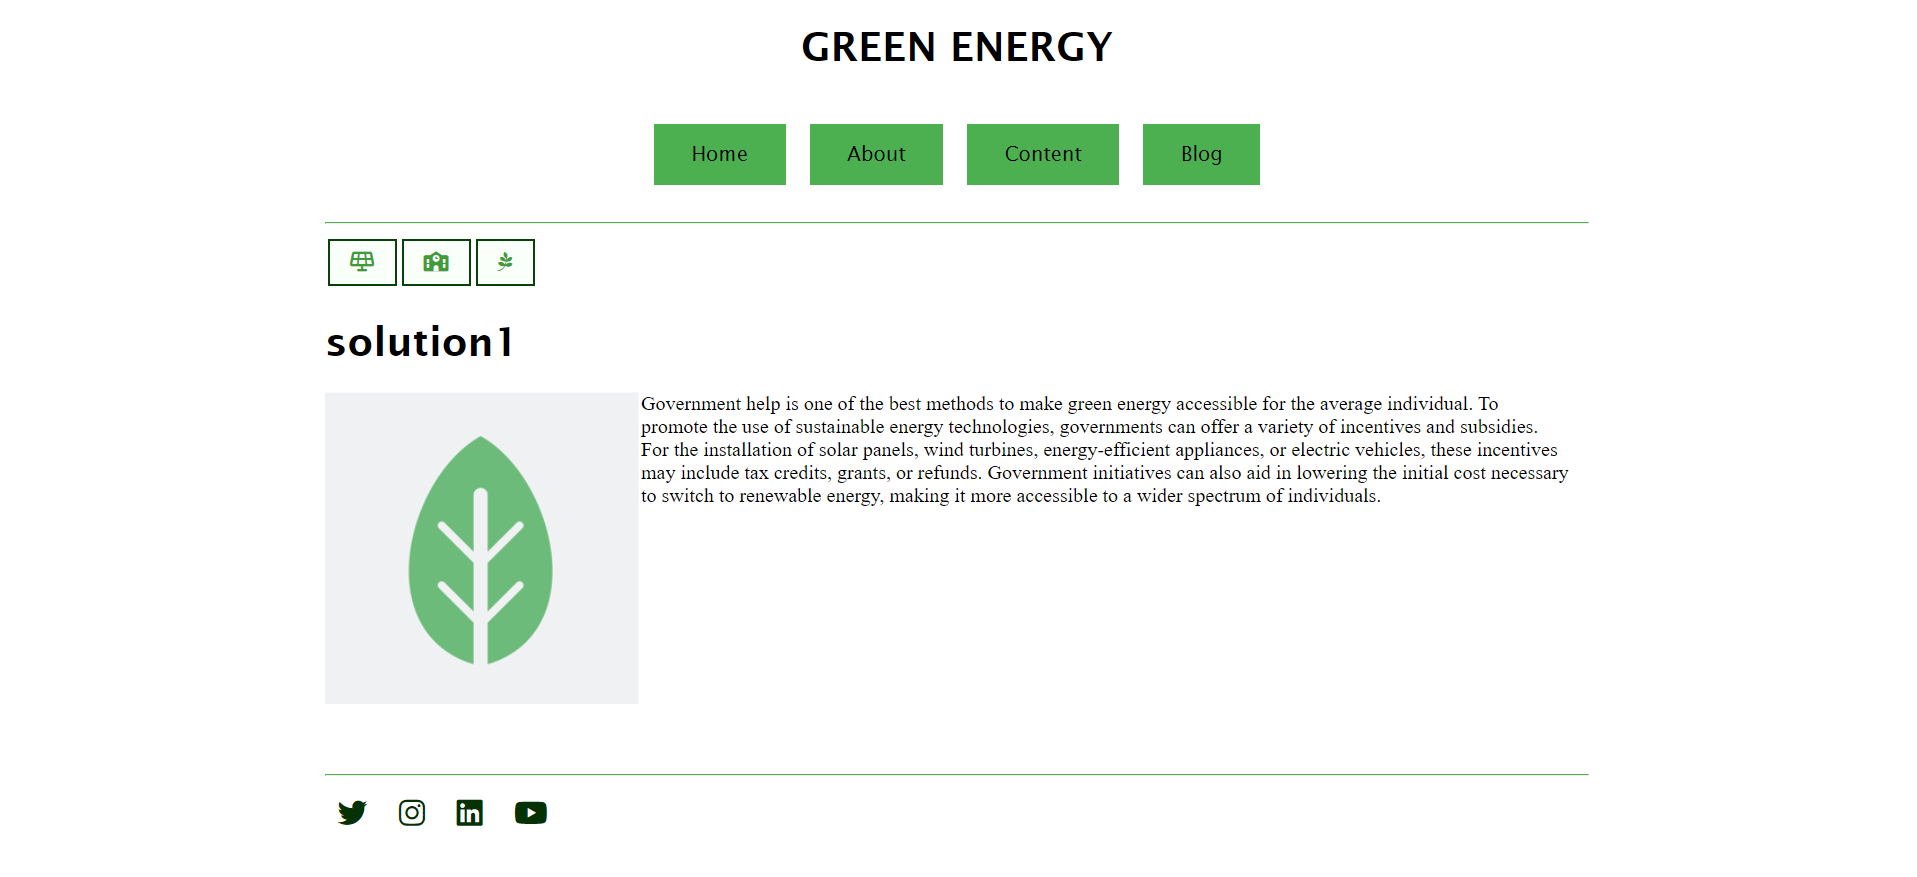 GREEN ENERGY
Home About Content Blog
solution1
Government help is one of the best methods to make green energy accessible for the average individual. To
promote the use of sustainable energy technologies, governments can offer a variety of incentives and subsidies.
For the installation of solar panels, wind turbines, energy-efficient appliances, or electric vehicles, these incentives
may include tax credits, grants, or refunds. Government initiatives can also aid in lowering the initial cost necessary
to switch to renewable energy, making it more accessible to a wider spectrum of individuals.